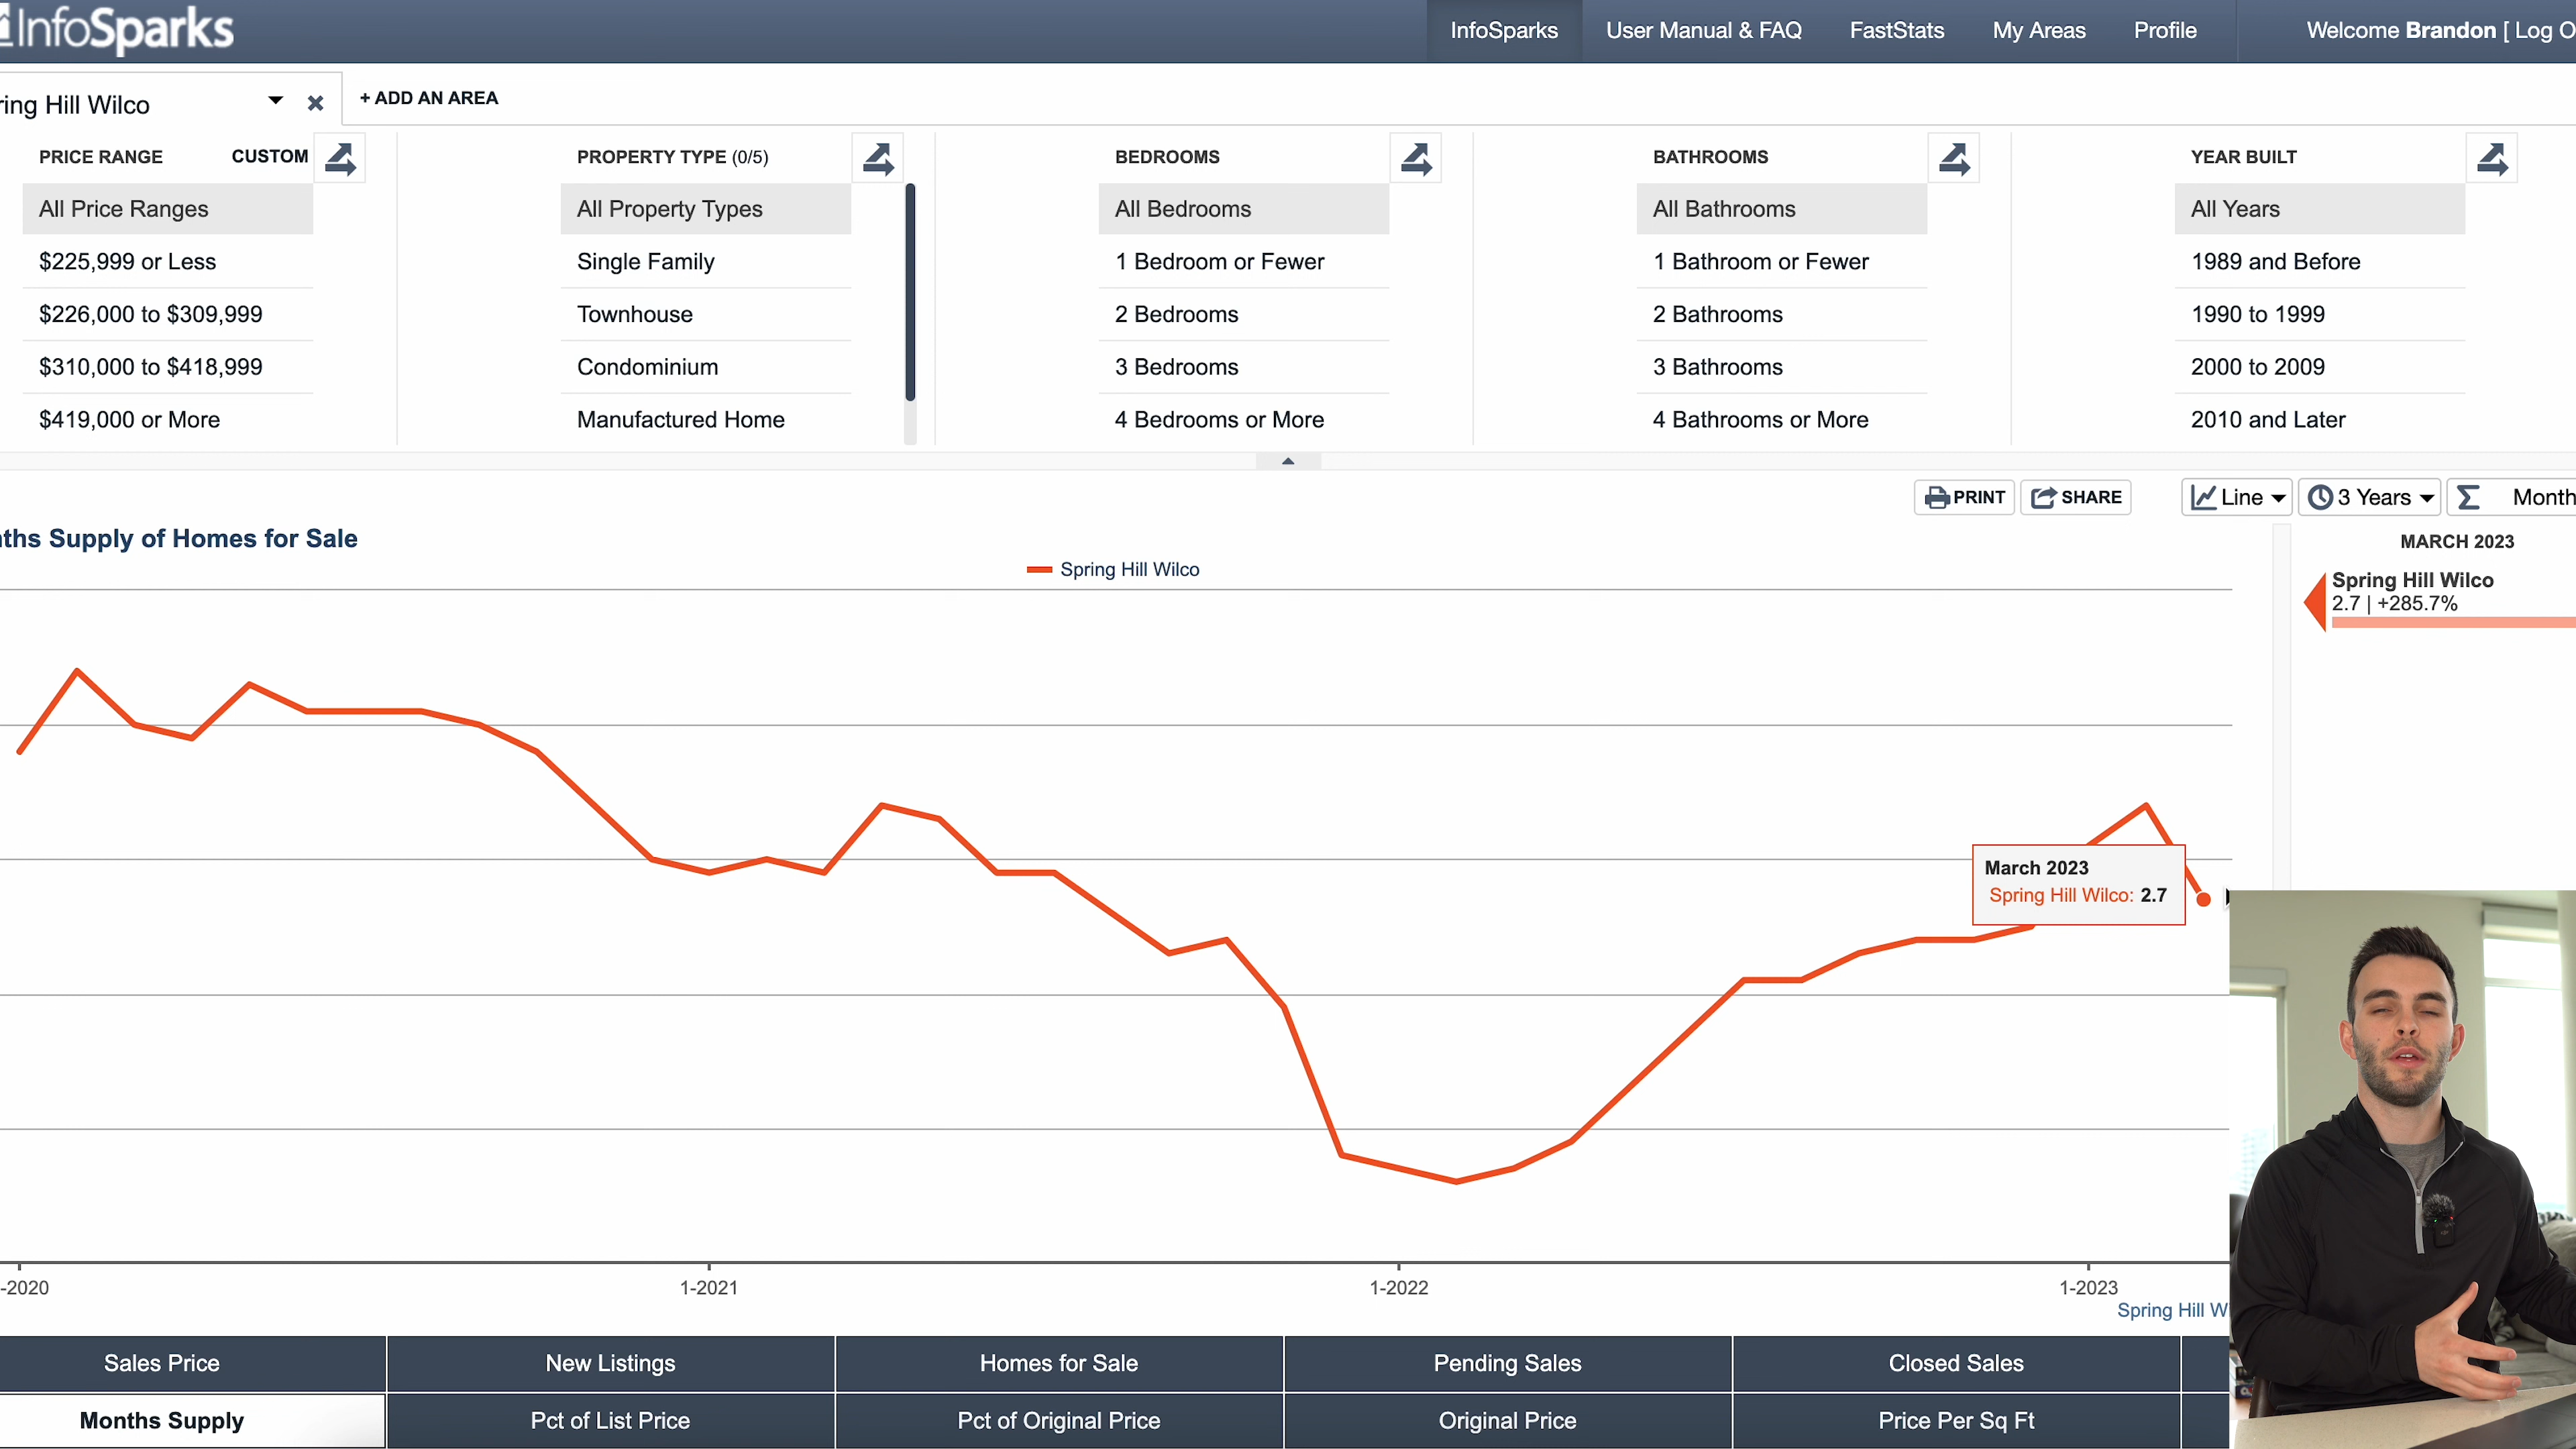 InfoSparks
InfoSparks
User Manual & FAQ
FastStats
My Areas
Profile
Welcome Brandon [ Log O
ring Hill Wilco
+ ADD AN AREA
PRICE RANGE
CUSTOM
All Price Ranges
$225,999 or Less
$226,000 to $309,999
$310,000 to $418,999
$419,000 or More
PROPERTY TYPE (0/5)
All Property Types
Single Family
Townhouse
Condominium
Manufactured Home
BEDROOMS
All Bedrooms
1 Bedroom or Fewer
2 Bedrooms
3 Bedrooms
4 Bedrooms or More
BATHROOMS
All Bathrooms
1 Bathroom or Fewer
2 Bathrooms
3 Bathrooms
4 Bathrooms or More
YEAR BUILT
All Years
1989 and Before
1990 to 1999
2000 to 2009
2010 and Later
PRINT
SHARE
Line
3 Years
Month
ths Supply of Homes for Sale
Spring Hill Wilco
MARCH 2023
Spring Hill Wilco
2.7 | +285.7%
March 2023
Spring Hill Wilco: 2.7
-2020
1-2021
1-2022
1-2023
Spring Hill W
Sales Price
New Listings
Homes for Sale
Pending Sales
Closed Sales
Months Supply
Pct of List Price
Pct of Original Price
Original Price
Price Per Sq Ft